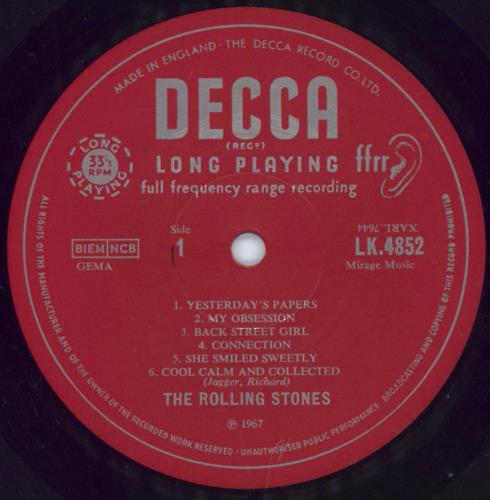 MADE IN ENGLAND · THE DECCA RECORD CO. LTD.
DECCA
(REGD)
LONG PLAYING
33⅓
RPM
LONG PLAYING ffrr
full frequency range recording
Side
1
BIEM NCB
GEMA
XARL.7644
LK.4852
Mirage Music
1. YESTERDAY'S PAPERS
2. MY OBSESSION
3. BACK STREET GIRL
4. CONNECTION
5. SHE SMILED SWEETLY
6. COOL CALM AND COLLECTED
(Jagger, Richard)
THE ROLLING STONES
℗ 1967
ALL RIGHTS OF THE MANUFACTURER AND OF THE OWNER OF THE RECORDED WORK RESERVED · UNAUTHORISED PUBLIC PERFORMANCE BROADCASTING AND COPYING OF THIS RECORD PROHIBITED